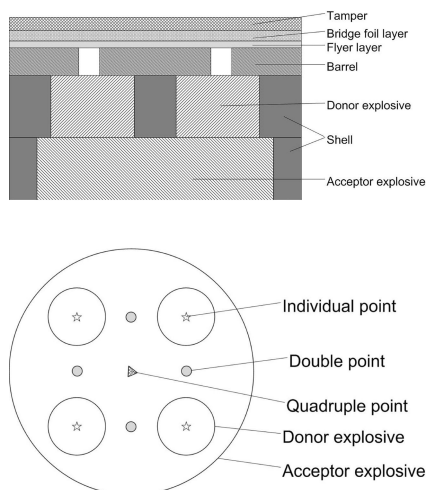 Tamper
Bridge foil layer
Flyer layer
Barrel
Donor explosive
Shell
Acceptor explosive
Individual point
Double point
Quadruple point
Donor explosive
Acceptor explosive